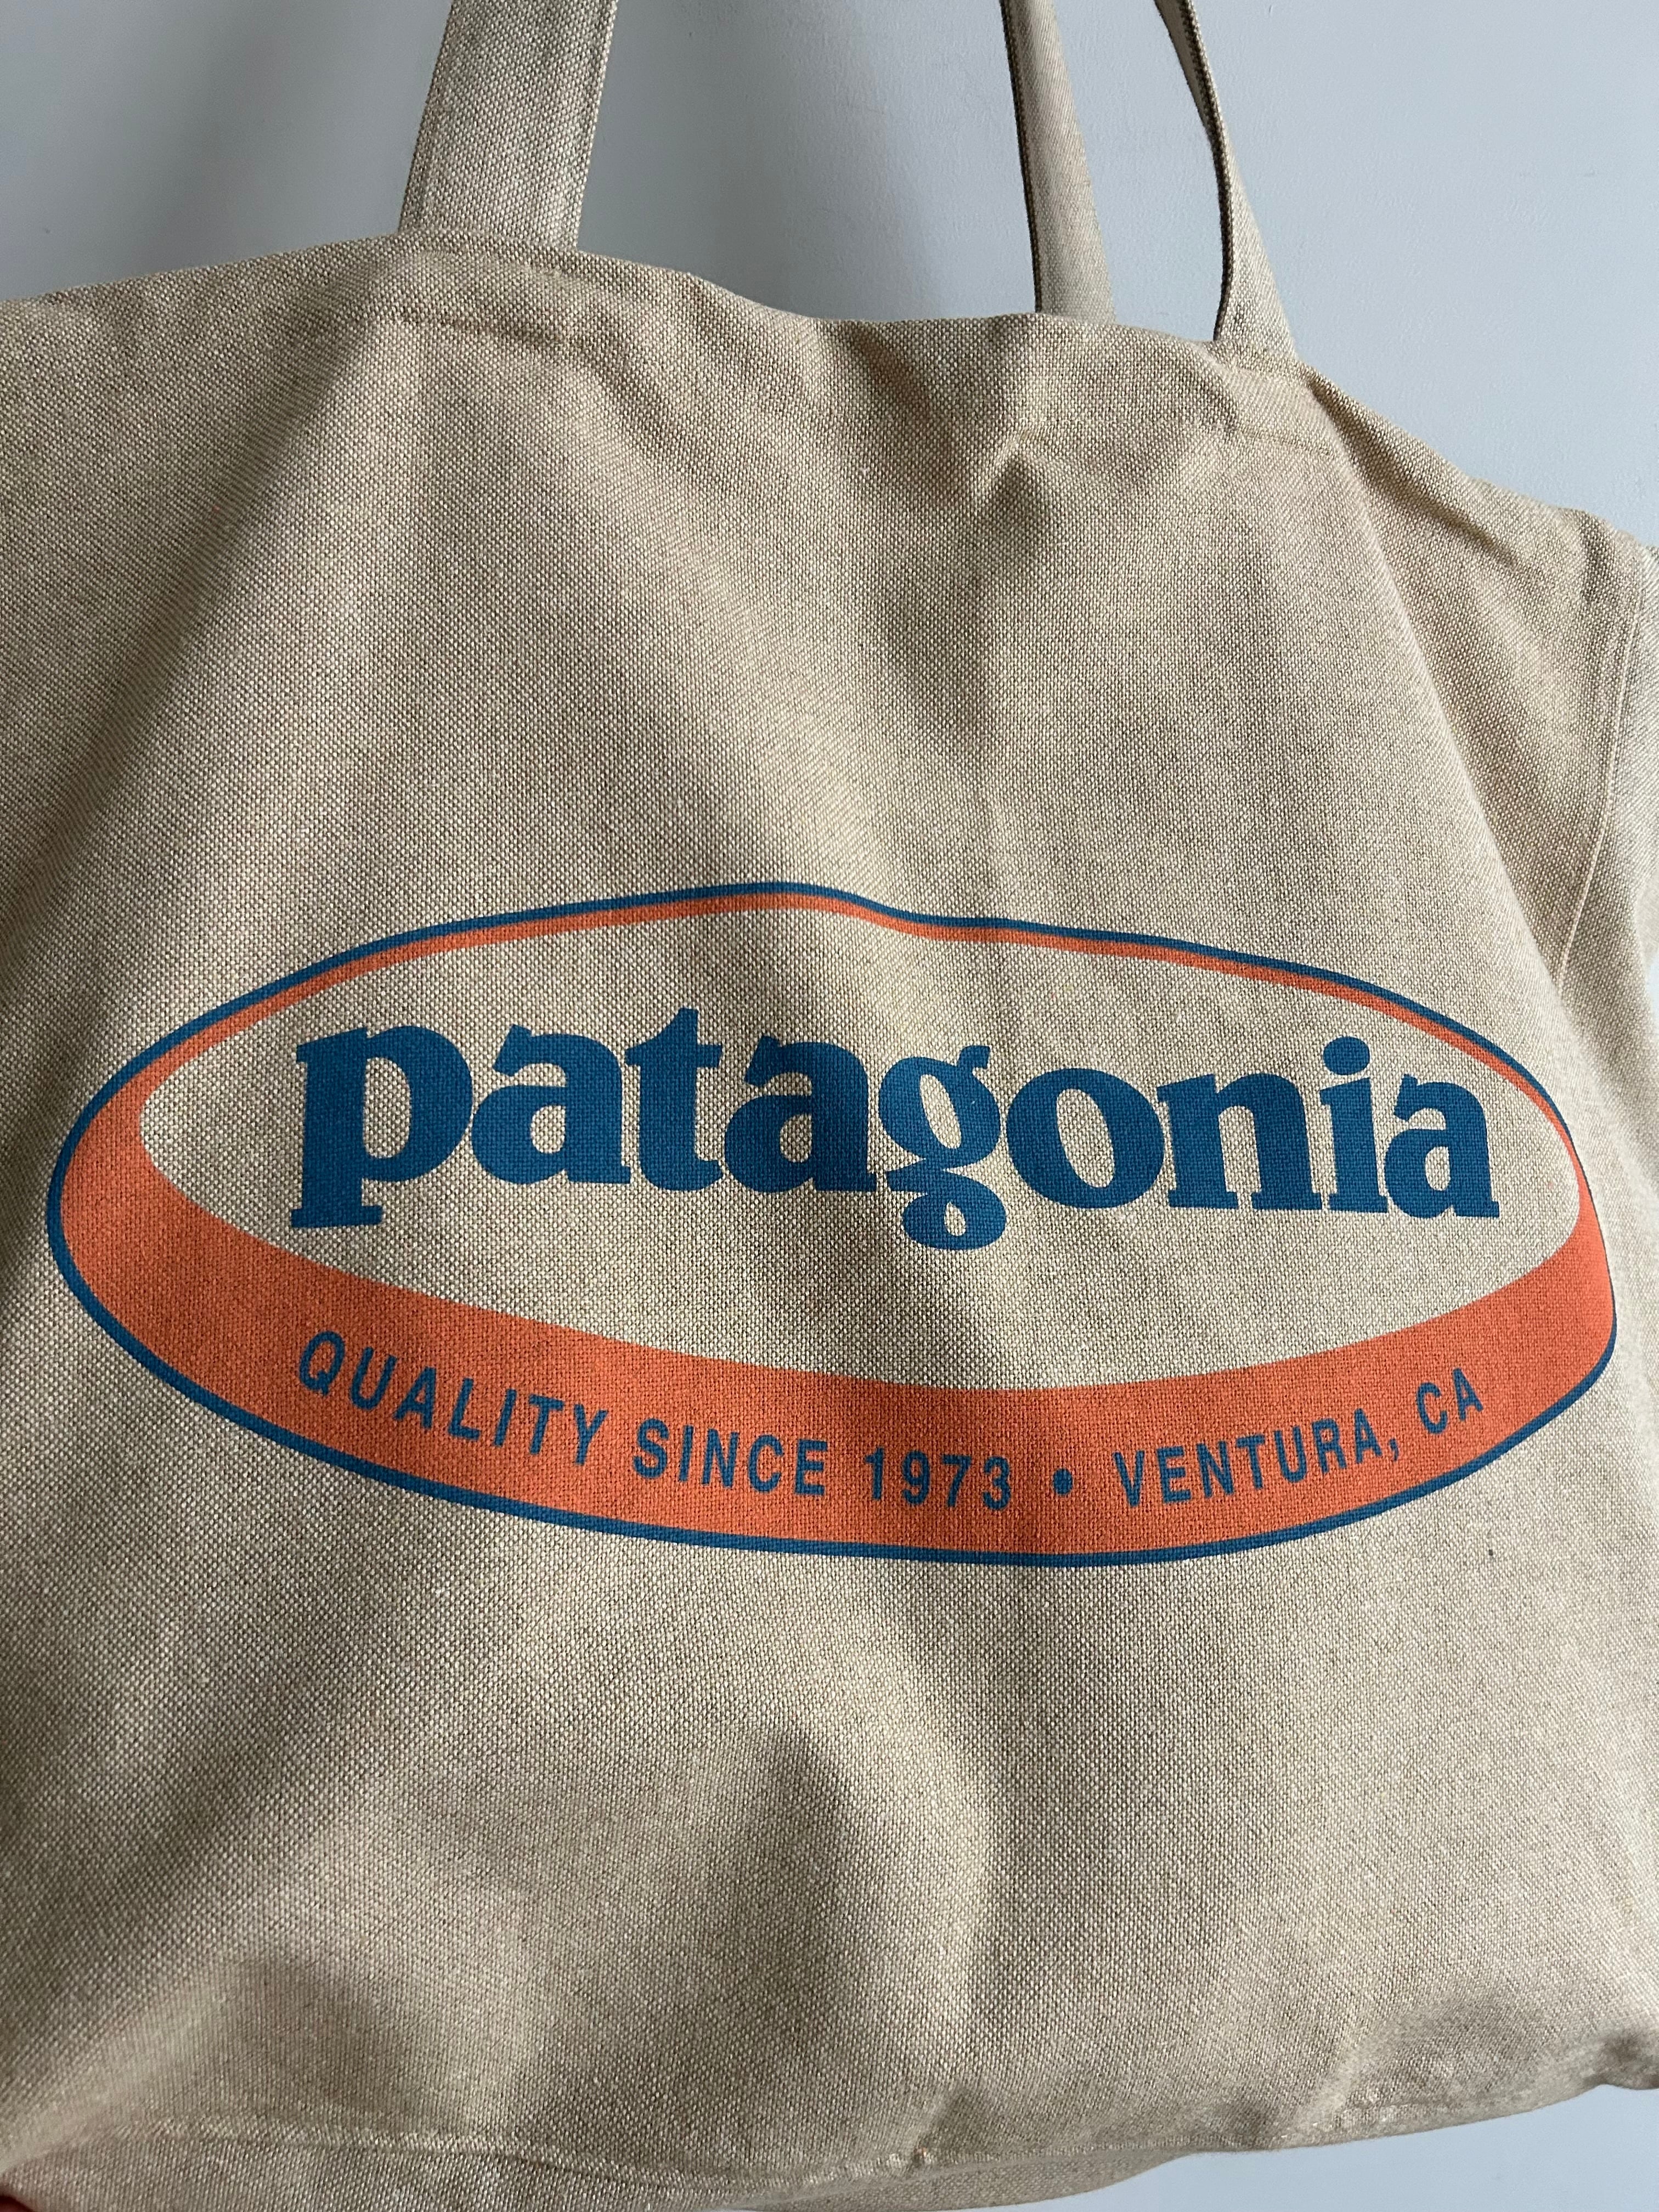 patagonia
QUALITY SINCE 1973 • VENTURA, CA